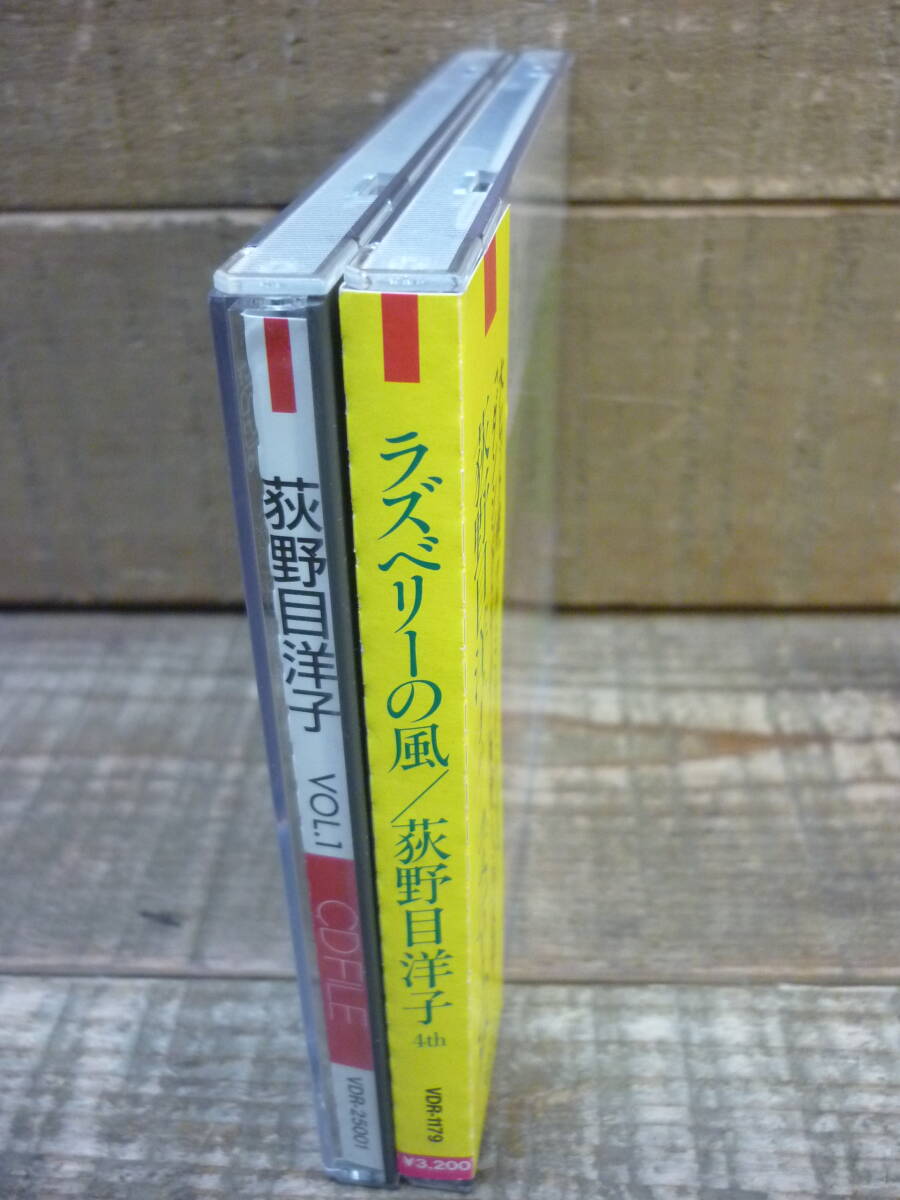 荻野目洋子 VOL.1
CD FILE
VDR-25001
ラズベリーの風/荻野目洋子
4th
VDR-1179
¥3,200